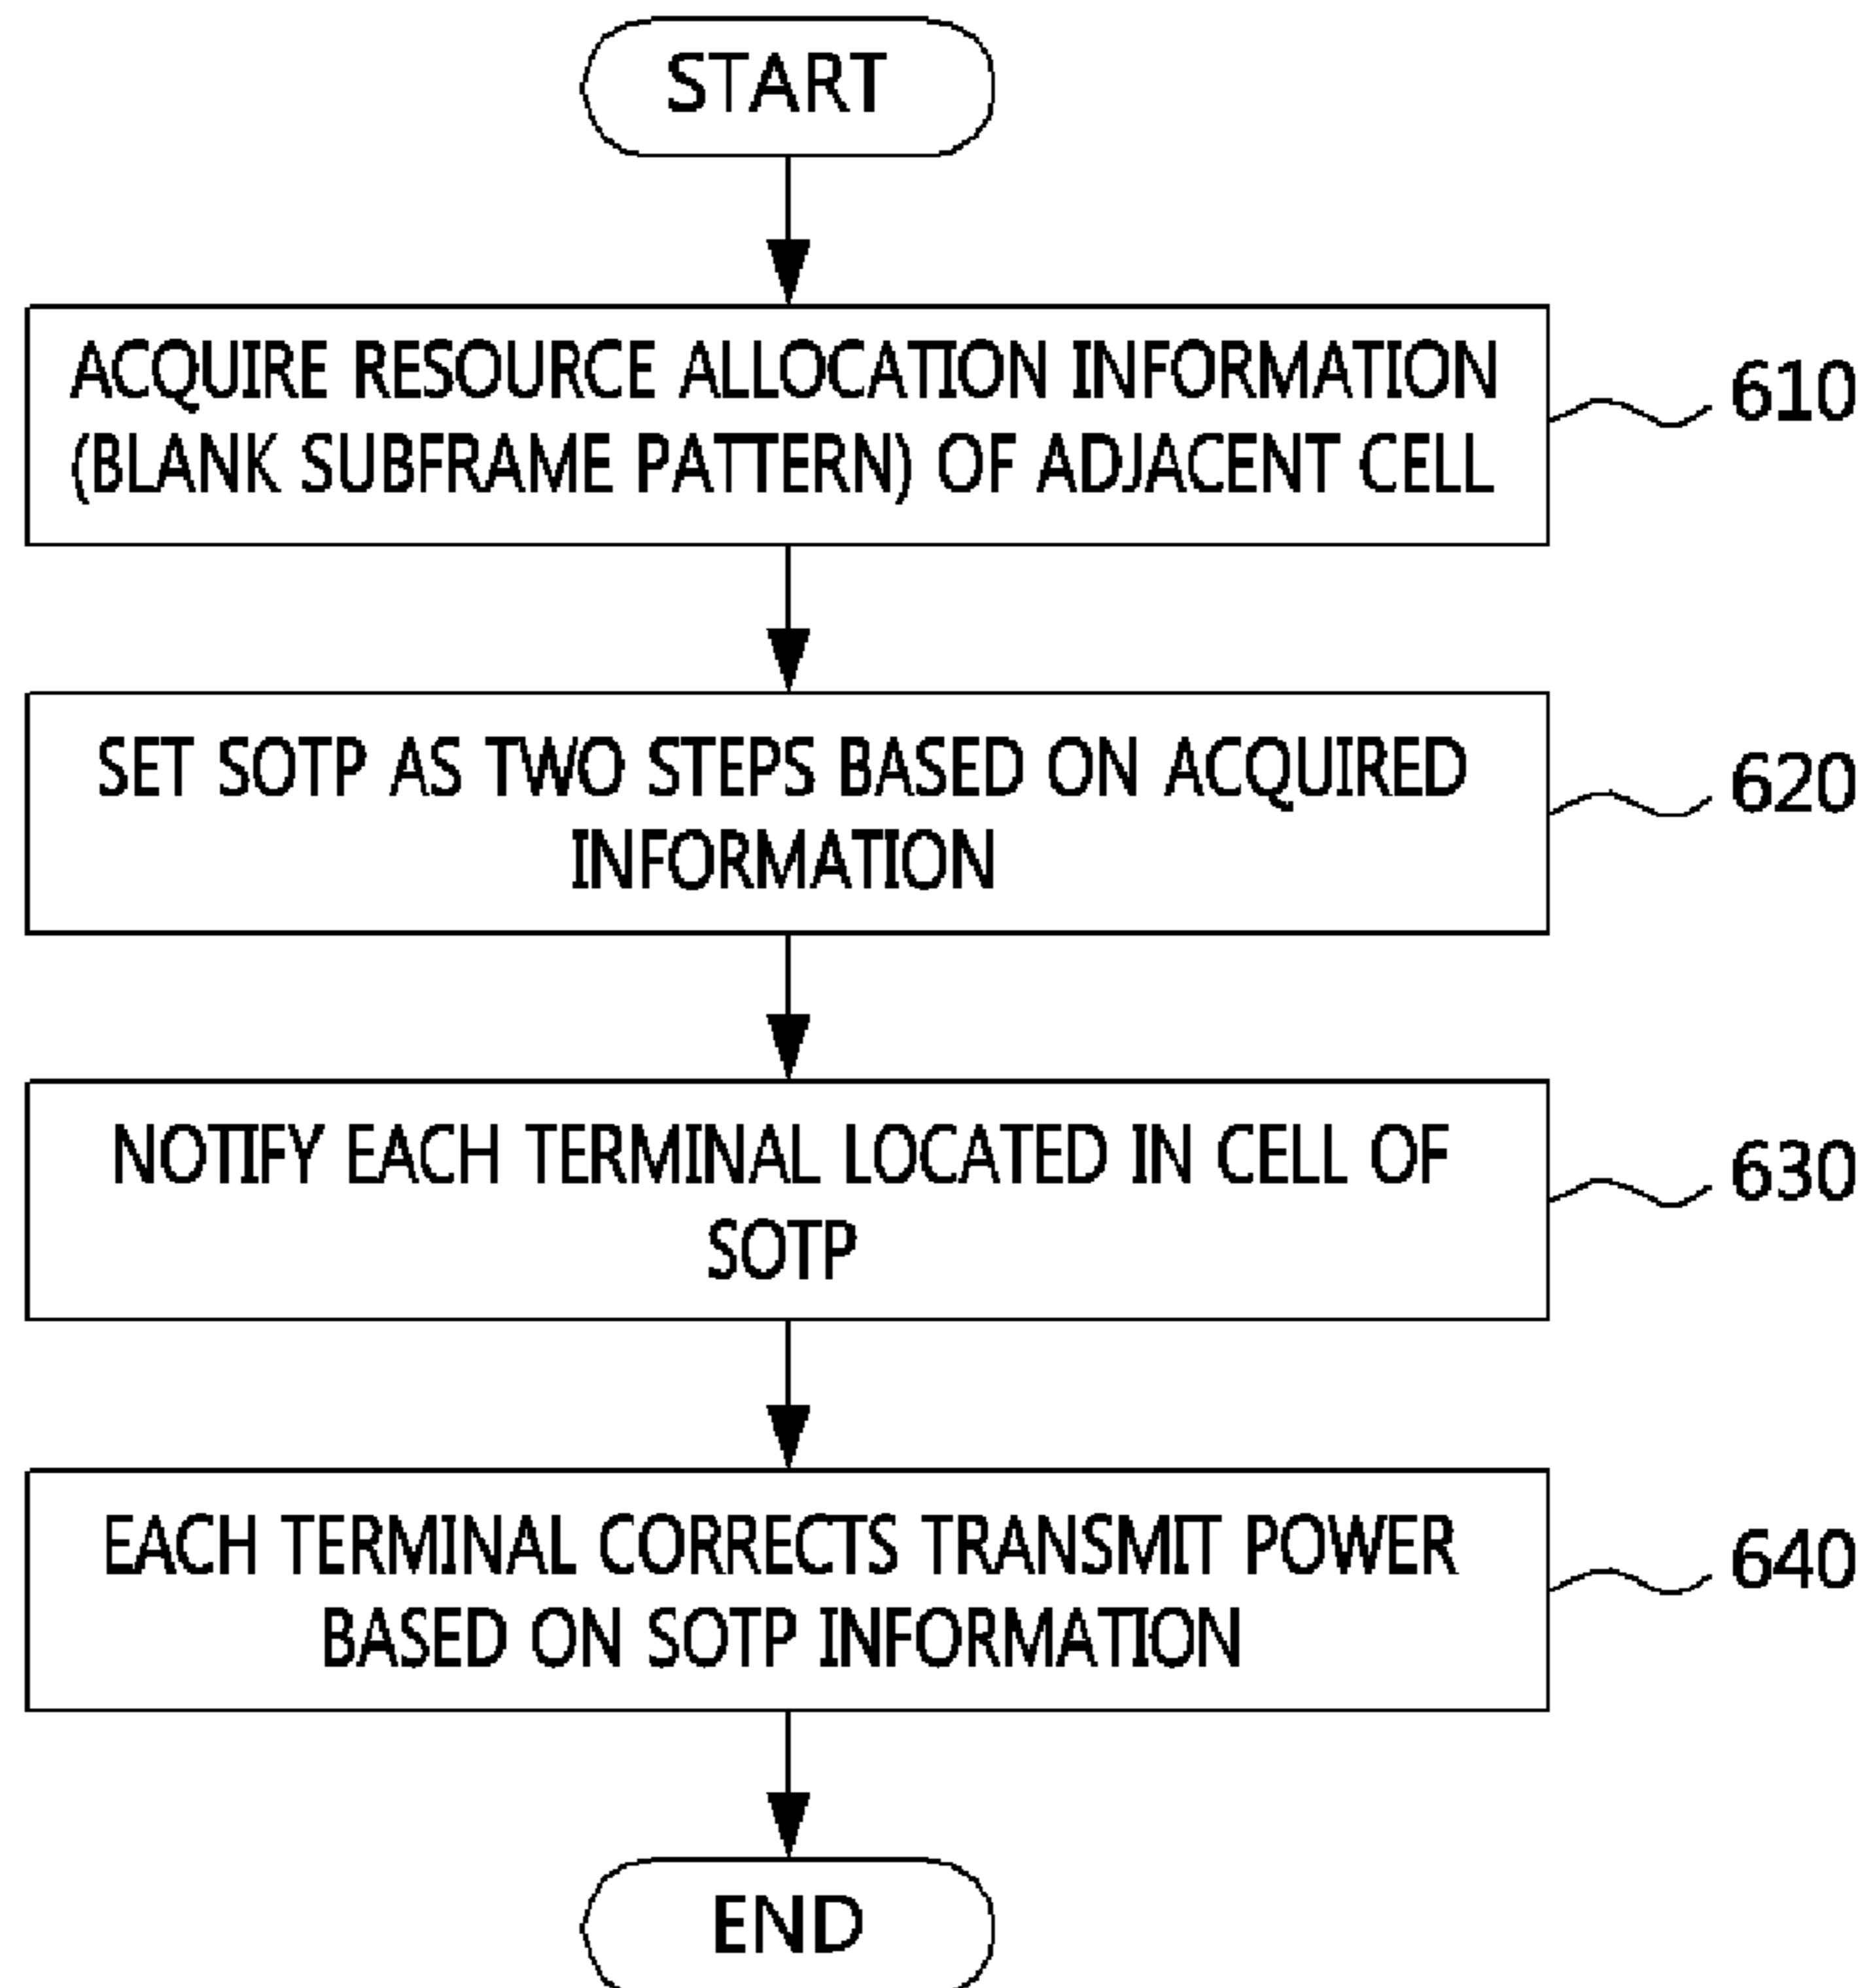 START
ACQUIRE RESOURCE ALLOCATION INFORMATION
(BLANK SUBFRAME PATTERN) OF ADJACENT CELL
610
SET SOTP AS TWO STEPS BASED ON ACQUIRED
INFORMATION
620
NOTIFY EACH TERMINAL LOCATED IN CELL OF
SOTP
630
EACH TERMINAL CORRECTS TRANSMIT POWER
BASED ON SOTP INFORMATION
640
END